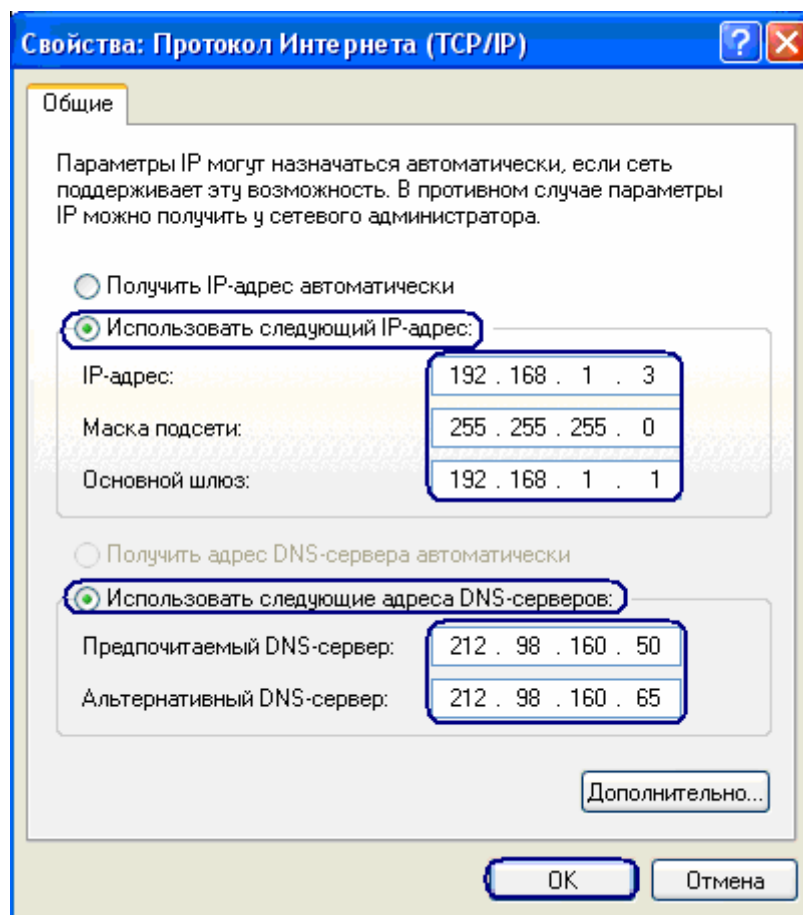 Свойства: Протокол Интернета (TCP/IP)
Общие
Параметры IP могут назначаться автоматически, если сеть
поддерживает эту возможность. В противном случае параметры
IP можно получить у сетевого администратора.
Получить IP-адрес автоматически
Использовать следующий IP-адрес:
IP-адрес: 192 . 168 . 1 . 3
Маска подсети: 255 . 255 . 255 . 0
Основной шлюз: 192 . 168 . 1 . 1
Получить адрес DNS-сервера автоматически
Использовать следующие адреса DNS-серверов:
Предпочитаемый DNS-сервер: 212 . 98 . 160 . 50
Альтернативный DNS-сервер: 212 . 98 . 160 . 65
Дополнительно...
OK Отмена